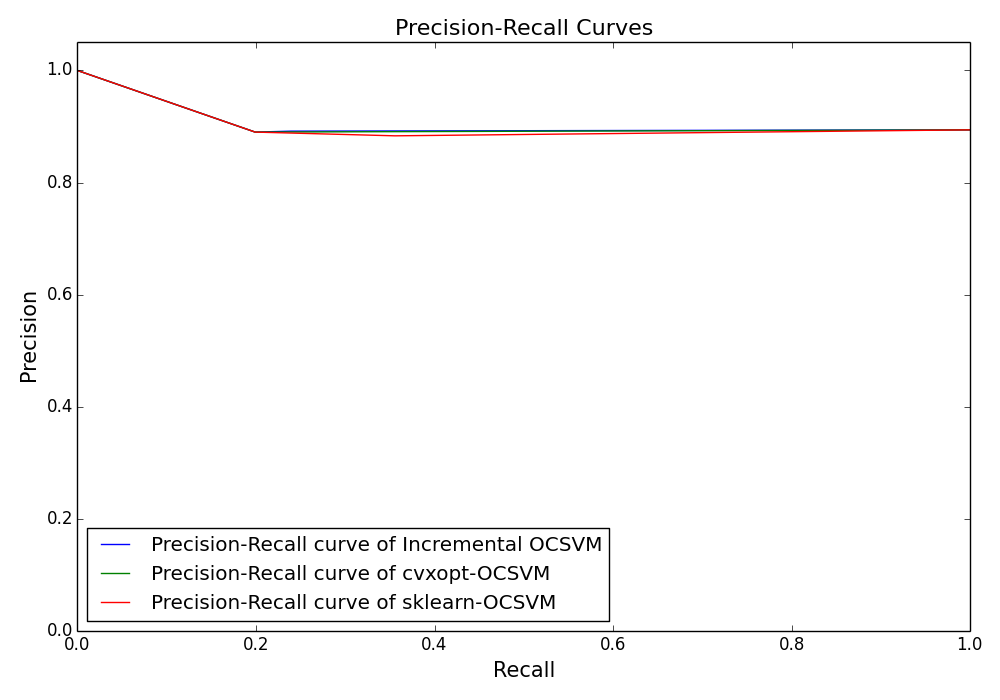 Precision-Recall Curves
1.0
0.8
0.6
0.4
0.2
0.0
Precision
Precision-Recall curve of Incremental OCSVM
Precision-Recall curve of cvxopt-OCSVM
Precision-Recall curve of sklearn-OCSVM
0.0 0.2 0.4 0.6 0.8 1.0
Recall